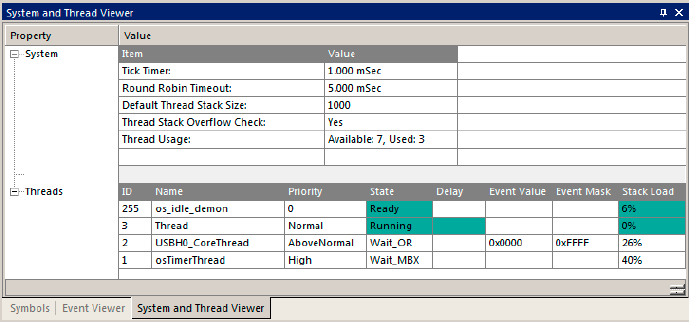 System and Thread Viewer
Property Value
System
Item Value
Tick Timer: 1.000 mSec
Round Robin Timeout: 5.000 mSec
Default Thread Stack Size: 1000
Thread Stack Overflow Check: Yes
Thread Usage: Available: 7, Used: 3
Threads
ID Name Priority State Delay Event Value Event Mask Stack Load
255 os_idle_demon 0 Ready 6%
3 Thread Normal Running 0%
2 USBH0_CoreThread AboveNormal Wait_OR 0x0000 0xFFFF 26%
1 osTimerThread High Wait_MBX 40%
Symbols Event Viewer System and Thread Viewer